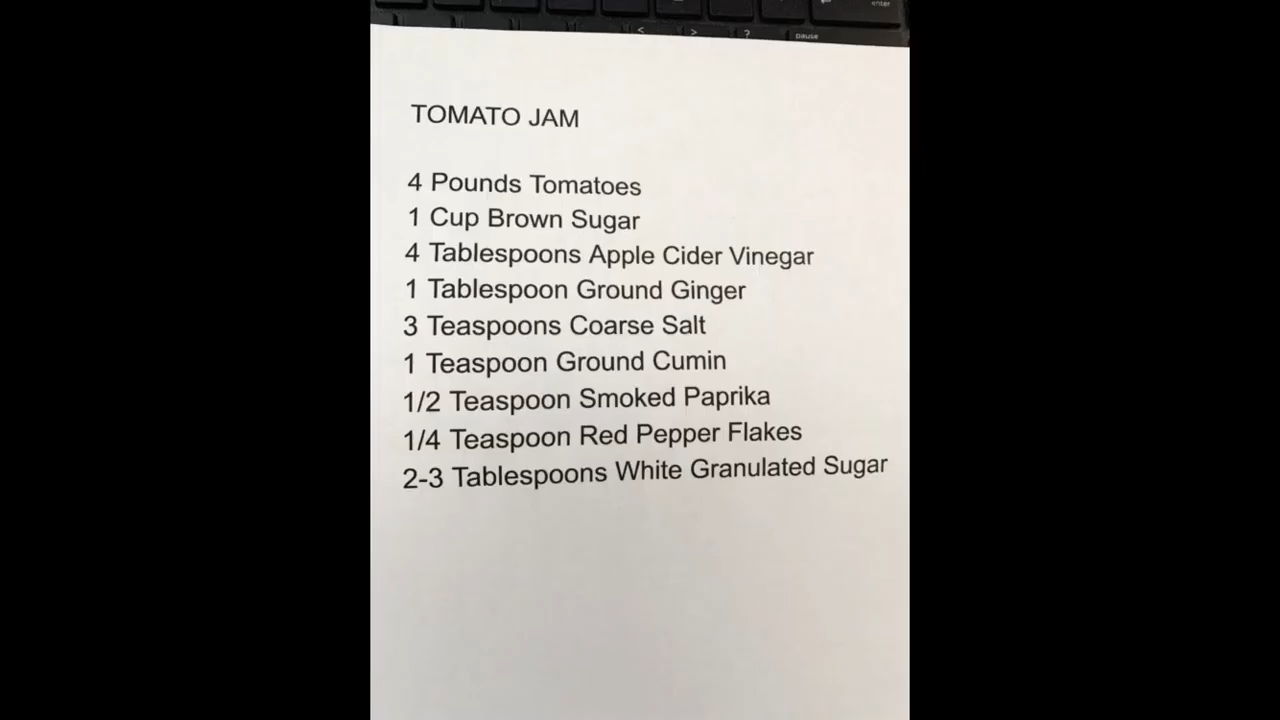 enter
< > ? pause
TOMATO JAM
4 Pounds Tomatoes
1 Cup Brown Sugar
4 Tablespoons Apple Cider Vinegar
1 Tablespoon Ground Ginger
3 Teaspoons Coarse Salt
1 Teaspoon Ground Cumin
1/2 Teaspoon Smoked Paprika
1/4 Teaspoon Red Pepper Flakes
2-3 Tablespoons White Granulated Sugar